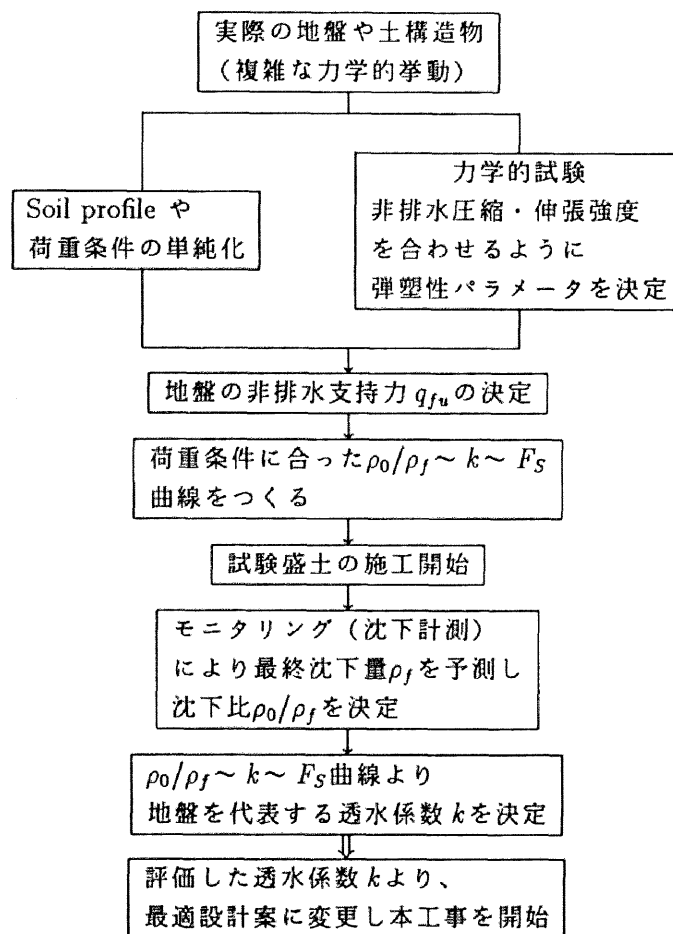 実際の地盤や土構造物
（複雑な力学的挙動）
Soil profile や
荷重条件の単純化
力学的試験
非排水圧縮・伸張強度
を合わせるように
弾塑性パラメータを決定
地盤の非排水支持力 q_{fu} の決定
荷重条件に合った ρ_0/ρ_f ~ k ~ F_S
曲線をつくる
試験盛土の施工開始
モニタリング（沈下計測）
により最終沈下量 ρ_f を予測し
沈下比 ρ_0/ρ_f を決定
ρ_0/ρ_f ~ k ~ F_S 曲線より
地盤を代表する透水係数 k を決定
評価した透水係数 k より、
最適設計案に変更し本工事を開始